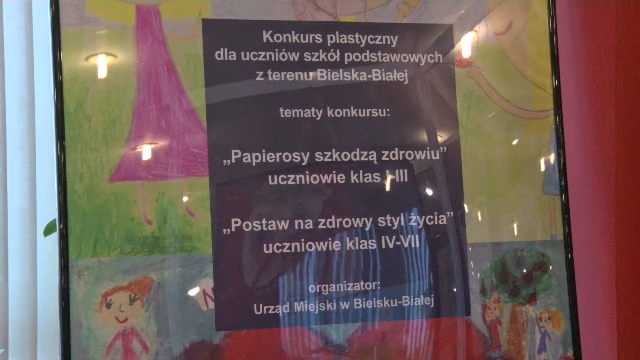 Konkurs plastyczny
dla uczniów szkół podstawowych
z terenu Bielska-Białej
tematy konkursu:
„Papierosy szkodzą zdrowiu”
uczniowie klas I-III
„Postaw na zdrowy styl życia”
uczniowie klas IV-VII
organizator:
Urząd Miejski w Bielsku-Białej